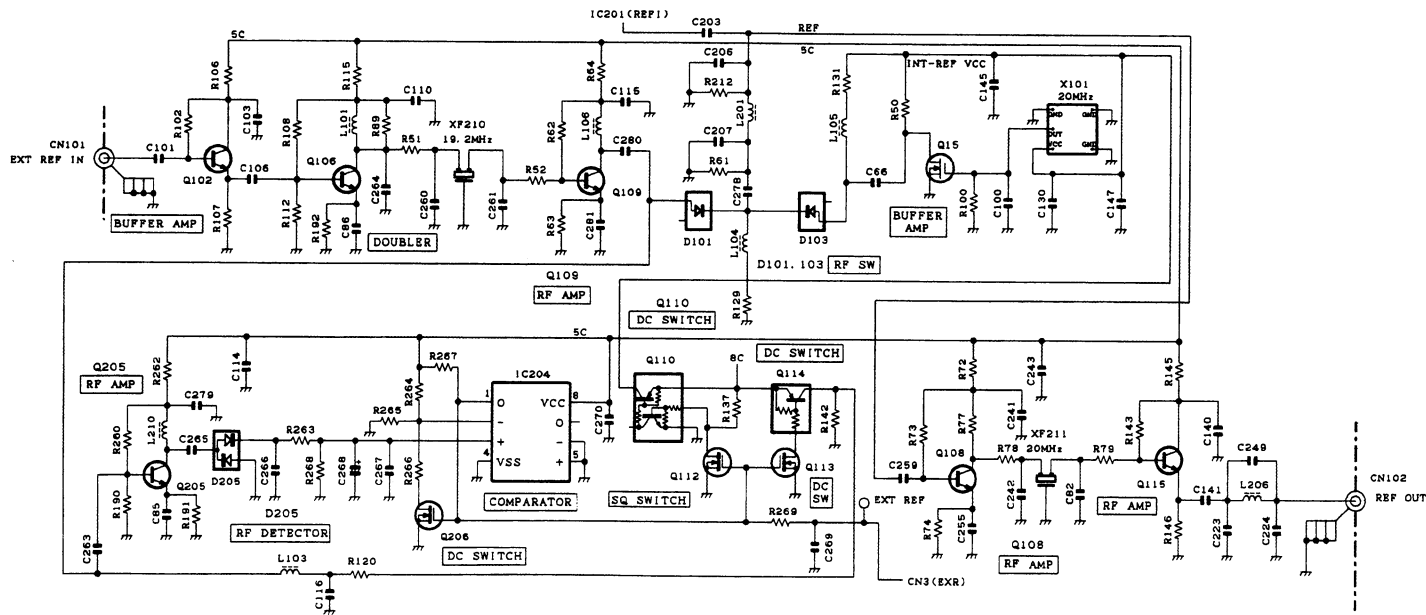 IC201(REFI)
C203
REF
5C
5C
INT-REF VCC
R106
R115
R64
C206
R212
R131
R50
C145
X101
20MHz
GND
GND
OUT
VCC
GND
CN101
EXT REF IN
C101
R102
C103
R108
L101
R89
C110
R51
XF210
19.2MHz
R62
L106
C115
C280
L201
C207
R61
L105
Q15
Q102
C106
Q106
C264
C260
C261
R52
Q109
C278
C66
BUFFER AMP
R107
R112
R192
C86
DOUBLER
R63
C281
D101
L104
D103
BUFFER
AMP
R100
C100
C130
C147
D101,103
RF SW
Q109
RF AMP
R129
Q110
DC SWITCH
5C
DC SWITCH
Q205
RF AMP
R262
C114
R267
R264
IC204
Q110
8C
Q114
R72
C243
R145
C279
R260
L210
C265
R265
1
O
VCC
8
-
O
+
-
4
VSS
+
5
C270
R137
R142
R73
R77
C241
XF211
20MHz
R143
C140
R263
C266
R268
C268
C267
R266
R78
R79
C249
Q112
Q113
C259
Q108
Q115
CN102
REF OUT
R190
Q205
D205
C85
R191
COMPARATOR
SQ SWITCH
DC
SW
EXT REF
C242
C82
RF AMP
C141
L206
D205
RF DETECTOR
Q206
DC SWITCH
R269
C269
R74
C255
R146
C223
C224
C263
L103
R120
C116
CN3(EXR)
Q108
RF AMP